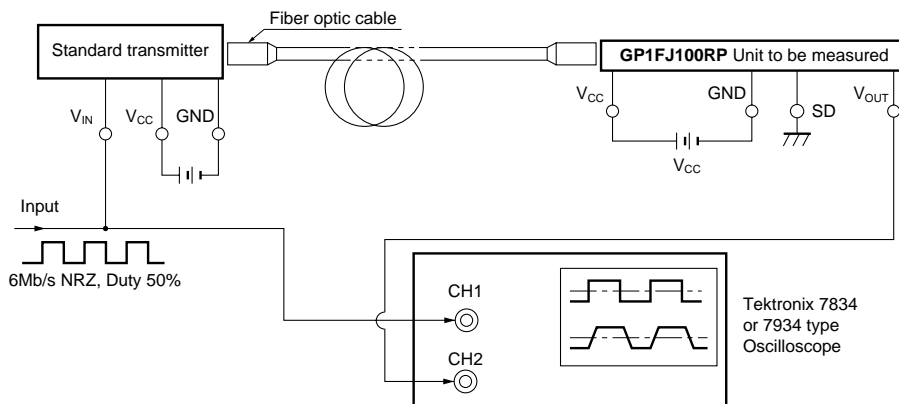 Fiber optic cable
Standard transmitter
GP1FJ100RP Unit to be measured
VIN
VCC
GND
VCC
GND
SD
VOUT
VCC
Input
6Mb/s NRZ, Duty 50%
CH1
CH2
Tektronix 7834
or 7934 type
Oscilloscope